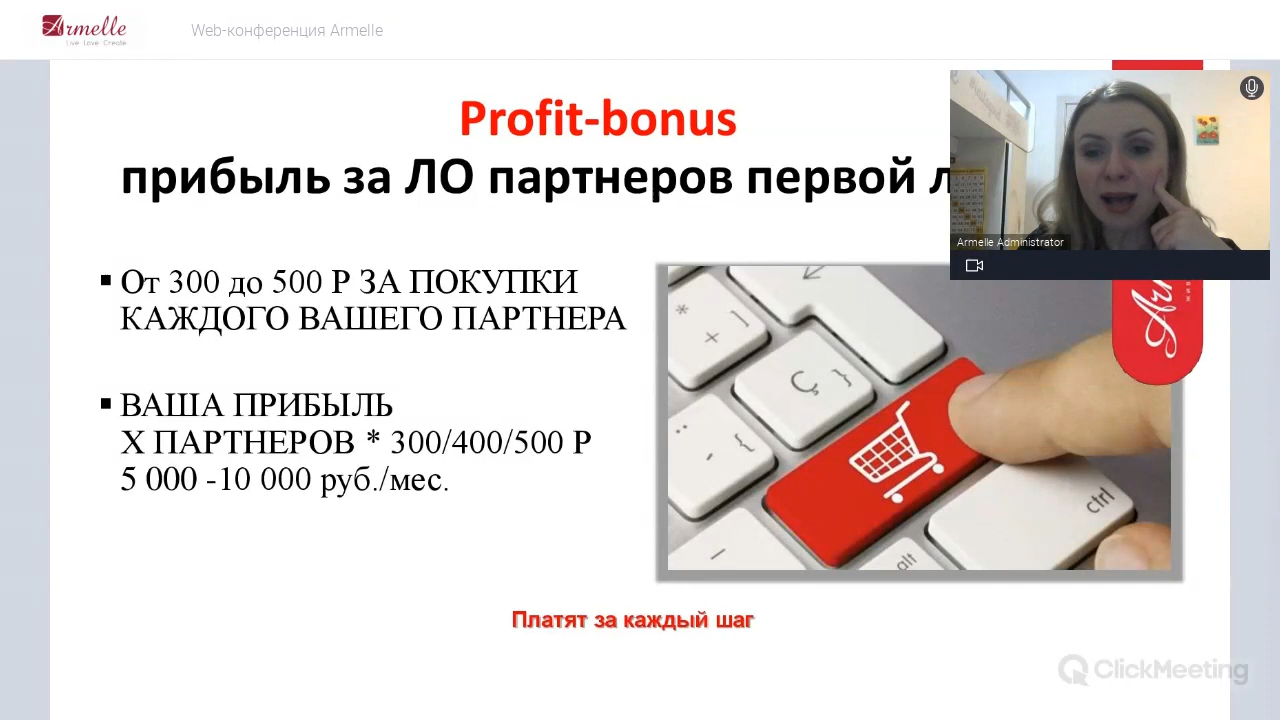 Armelle
Live Love Create
Web-конференция Armelle
Profit-bonus
прибыль за ЛО партнеров первой л
Armelle Administrator
▪ От 300 до 500 Р ЗА ПОКУПКИ
КАЖДОГО ВАШЕГО ПАРТНЕРА
▪ ВАША ПРИБЫЛЬ
Х ПАРТНЕРОВ * 300/400/500 Р
5 000 -10 000 руб./мес.
* + ]
Ç }
{
ctrl
alt
Платят за каждый шаг
ClickMeeting